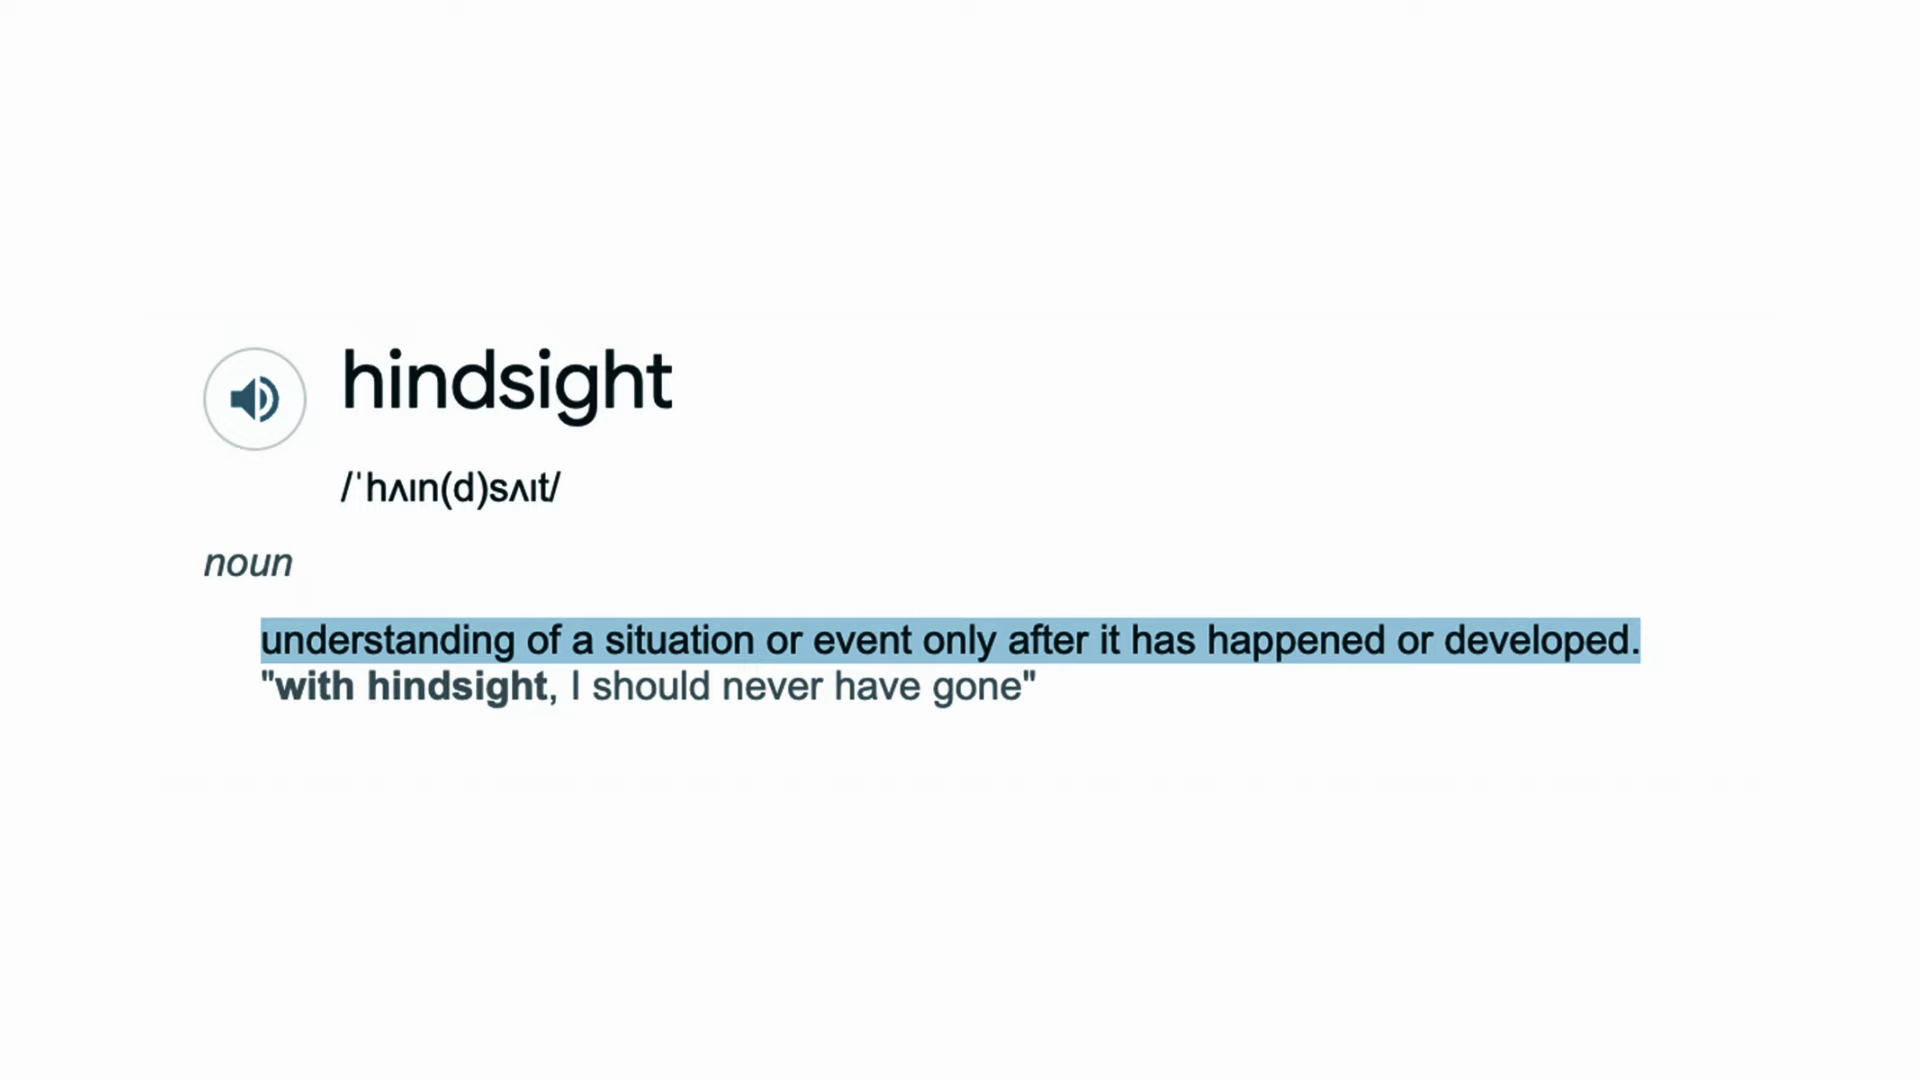 hindsight
/ˈhʌɪn(d)sʌɪt/
noun
understanding of a situation or event only after it has happened or developed.
"with hindsight, I should never have gone"